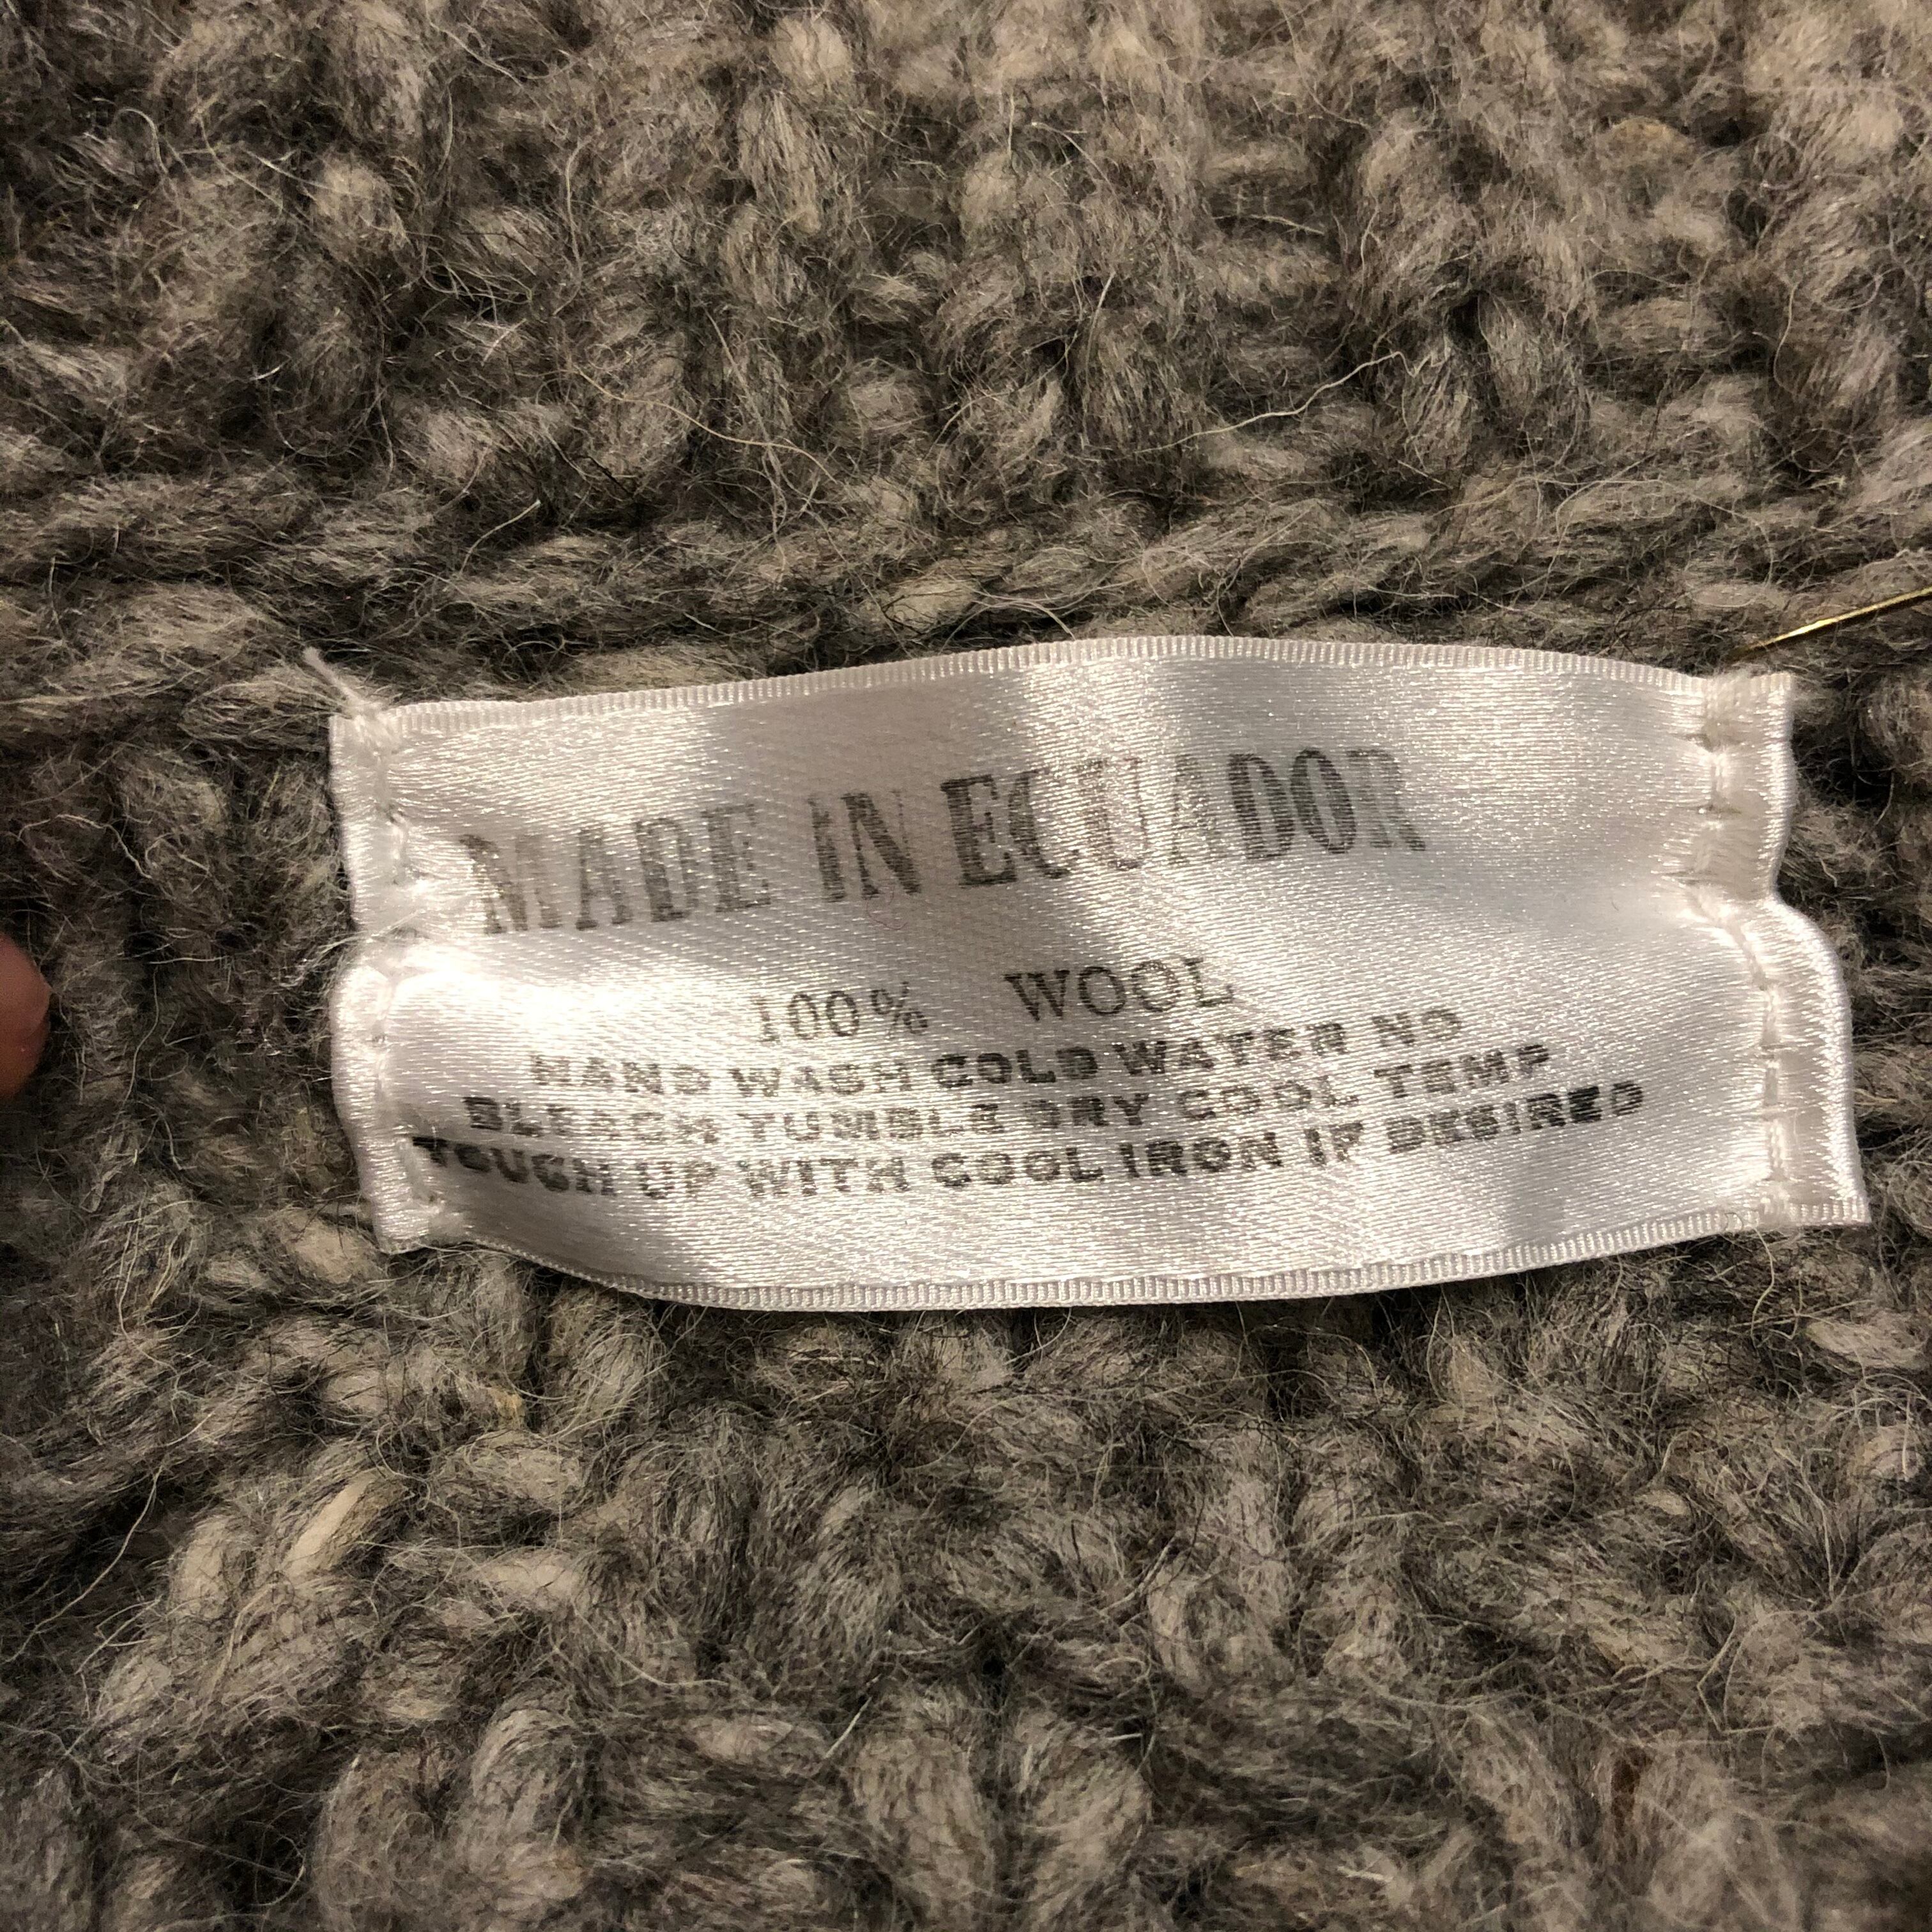 MADE IN ECUADOR
100% WOOL
HAND WASH COLD WATER NO
BLEACH TUMBLE DRY COOL TEMP
TOUCH UP WITH COOL IRON IF DESIRED